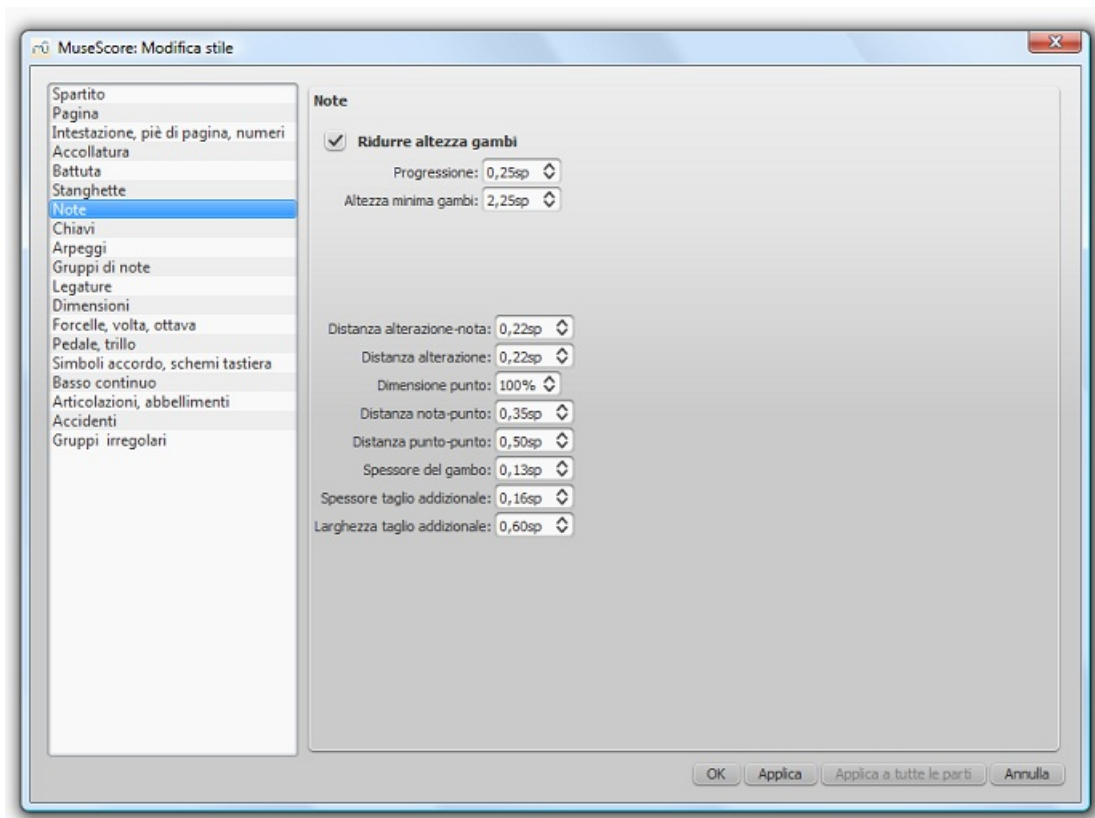 MuseScore: Modifica stile
Spartito
Pagina
Intestazione, piè di pagina, numeri
Accollatura
Battuta
Stanghette
Note
Chiavi
Arpeggi
Gruppi di note
Legature
Dimensioni
Forcelle, volta, ottava
Pedale, trillo
Simboli accordo, schemi tastiera
Basso continuo
Articolazioni, abbellimenti
Accidenti
Gruppi irregolari
Note
Ridurre altezza gambi
Progressione: 0,25sp
Altezza minima gambi: 2,25sp
Distanza alterazione-nota: 0,22sp
Distanza alterazione: 0,22sp
Dimensione punto: 100%
Distanza nota-punto: 0,35sp
Distanza punto-punto: 0,50sp
Spessore del gambo: 0,13sp
Spessore taglio addizionale: 0,16sp
Larghezza taglio addizionale: 0,60sp
OK Applica Applica a tutte le parti Annulla